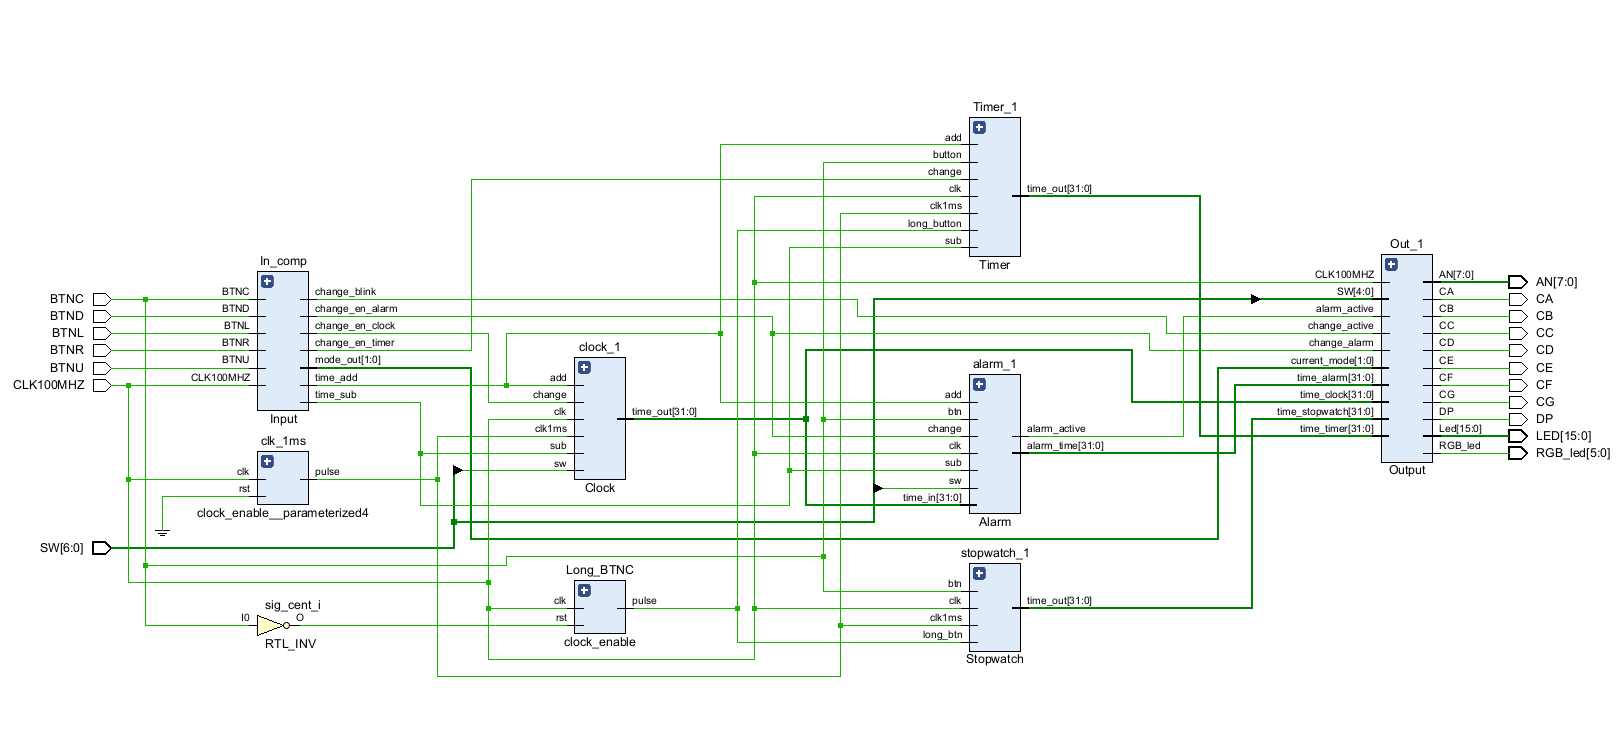 BTNC
BTND
BTNL
BTNR
BTNU
CLK100MHZ
SW[6:0]
In_comp
BTNC
BTND
BTNL
BTNR
BTNU
CLK100MHZ
change_blink
change_en_alarm
change_en_clock
change_en_timer
mode_out[1:0]
time_add
time_sub
Input
clk_1ms
clk
rst
pulse
clock_enable__parameterized4
sig_cent_i
I0
O
RTL_INV
clock_1
add
change
clk
clk1ms
sub
sw
time_out[31:0]
Clock
Long_BTNC
clk
rst
pulse
clock_enable
Timer_1
add
button
change
clk
clk1ms
long_button
sub
time_out[31:0]
Timer
alarm_1
add
btn
change
clk
sub
sw
time_in[31:0]
alarm_active
alarm_time[31:0]
Alarm
stopwatch_1
btn
clk
clk1ms
long_btn
time_out[31:0]
Stopwatch
Out_1
CLK100MHZ
SW[4:0]
alarm_active
change_active
change_alarm
current_mode[1:0]
time_alarm[31:0]
time_clock[31:0]
time_stopwatch[31:0]
time_timer[31:0]
AN[7:0]
CA
CB
CC
CD
CE
CF
CG
DP
Led[15:0]
RGB_led
Output
AN[7:0]
CA
CB
CC
CD
CE
CF
CG
DP
LED[15:0]
RGB_led[5:0]